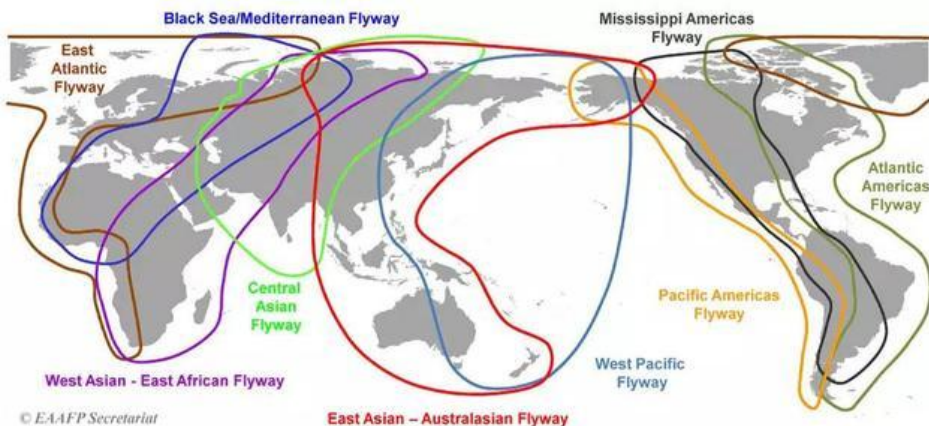 Black Sea/Mediterranean Flyway
Mississippi Americas
Flyway
East
Atlantic
Flyway
Atlantic
Americas
Flyway
Central
Asian
Flyway
Pacific Americas
Flyway
West Asian - East African Flyway
West Pacific
Flyway
© EAAFP Secretariat
East Asian – Australasian Flyway